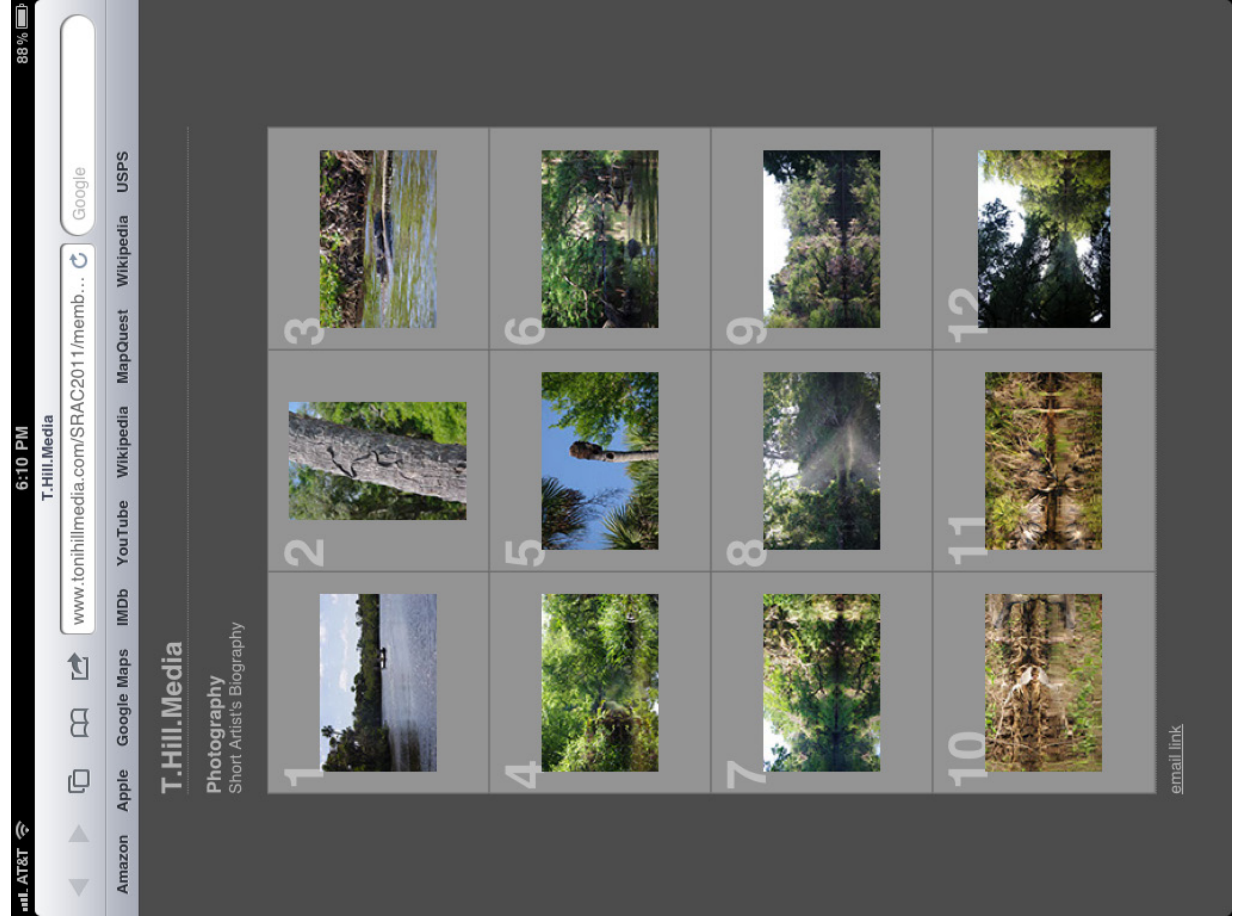 AT&T 6:10 PM 88%
T.Hill.Media
www.tonihillmedia.com/SRAC2011/memb... Google
Amazon Apple Google Maps IMDb YouTube Wikipedia MapQuest Wikipedia USPS
T.Hill.Media
Photography
Short Artist's Biography
1 2 3
4 5 6
7 8 9
10 11 12
email link